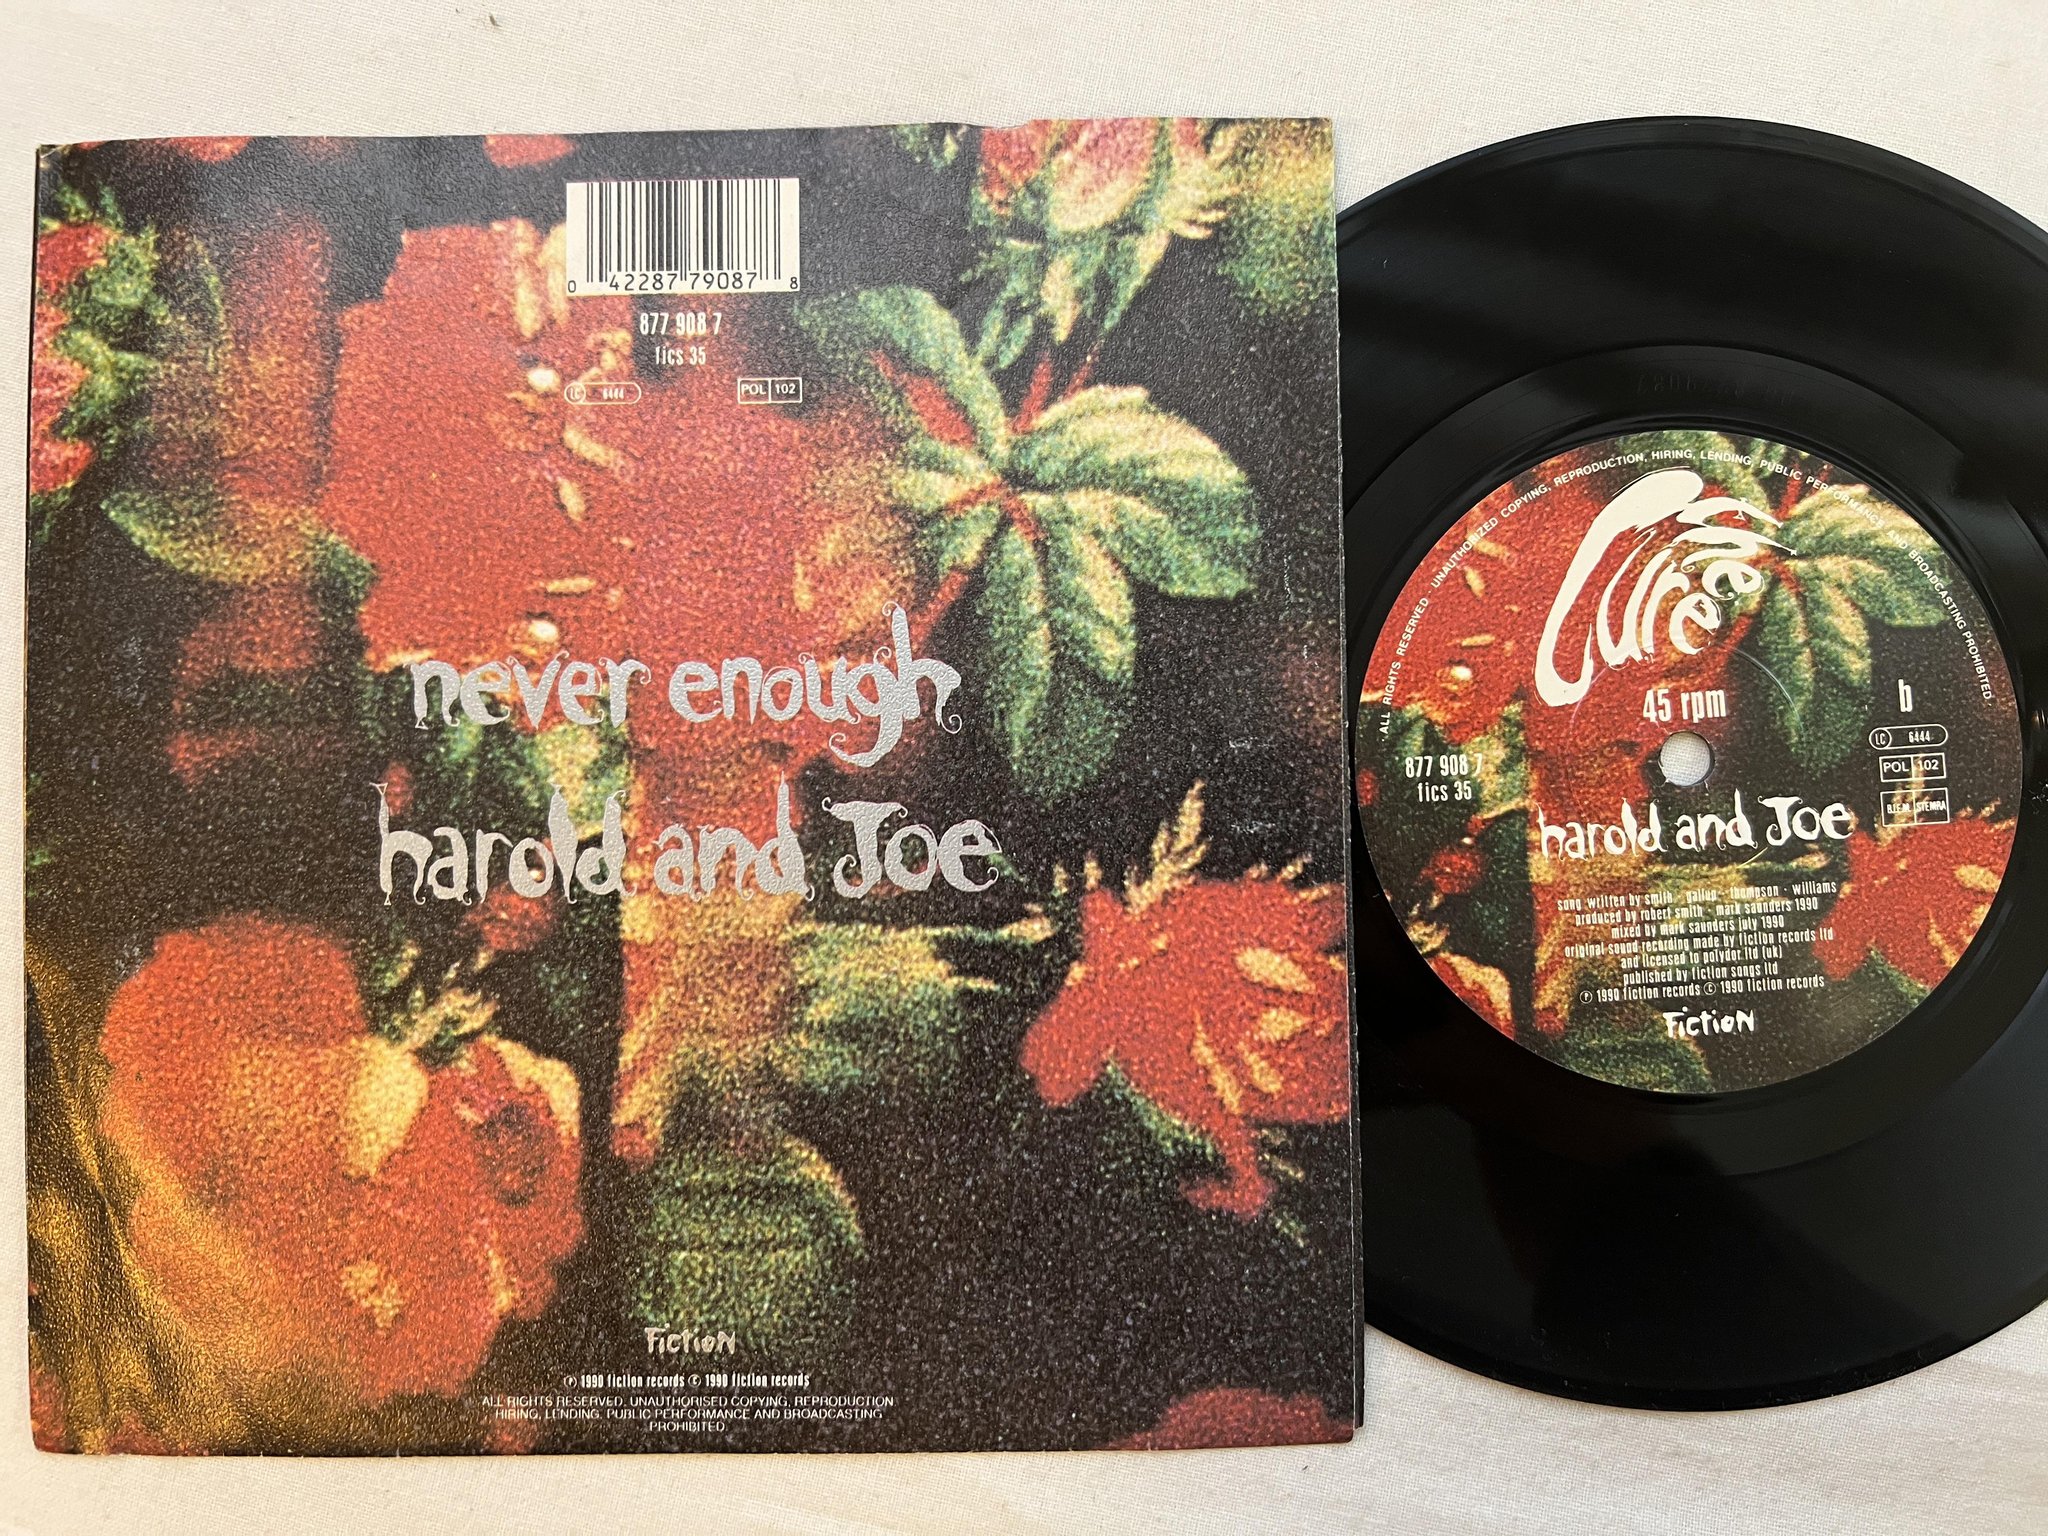 0 42287 79087 8
877 908 7
fics 35
LC 6444
POL 102
never enough
harold and Joe
Fiction
℗ 1990 fiction records © 1990 fiction records
ALL RIGHTS RESERVED. UNAUTHORISED COPYING, REPRODUCTION
HIRING, LENDING, PUBLIC PERFORMANCE AND BROADCASTING
PROHIBITED.
ALL RIGHTS RESERVED · UNAUTHORIZED COPYING, REPRODUCTION, HIRING, LENDING, PUBLIC PERFORMANCE AND BROADCASTING PROHIBITED.
Cure
45 rpm
b
LC 6444
877 908 7
fics 35
POL 102
B.I.E.M. STEMRA
harold and Joe
song written by smith · gallup · thompson · williams
produced by robert smith · mark saunders 1990
mixed by mark saunders july 1990
original sound recording made by fiction records ltd
and licensed to polydor ltd (uk)
published by fiction songs ltd
℗ 1990 fiction records © 1990 fiction records
Fiction